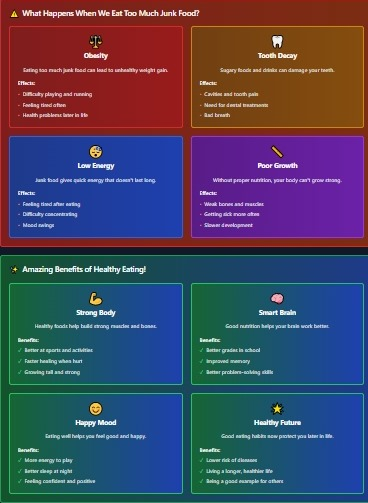 What Happens When We Eat Too Much Junk Food?
Obesity
Eating too much junk food can lead to unhealthy weight gain.
Effects:
• Difficulty playing and running
• Feeling tired often
• Health problems later in life
Tooth Decay
Sugary foods and drinks can damage your teeth.
Effects:
• Cavities and tooth pain
• Need for dental treatments
• Bad breath
Low Energy
Junk food gives quick energy that doesn't last long.
Effects:
• Feeling tired after eating
• Difficulty concentrating
• Mood swings
Poor Growth
Without proper nutrition, your body can't grow strong.
Effects:
• Weak bones and muscles
• Getting sick more often
• Slower development
Amazing Benefits of Healthy Eating!
Strong Body
Healthy foods help build strong muscles and bones.
Benefits:
✓ Better at sports and activities
✓ Faster healing when hurt
✓ Growing tall and strong
Smart Brain
Good nutrition helps your brain work better.
Benefits:
✓ Better grades in school
✓ Improved memory
✓ Better problem-solving skills
Happy Mood
Eating well helps you feel good and happy.
Benefits:
✓ More energy to play
✓ Better sleep at night
✓ Feeling confident and positive
Healthy Future
Good eating habits now protect you later in life.
Benefits:
✓ Lower risk of diseases
✓ Living a longer, healthier life
✓ Being a good example for others